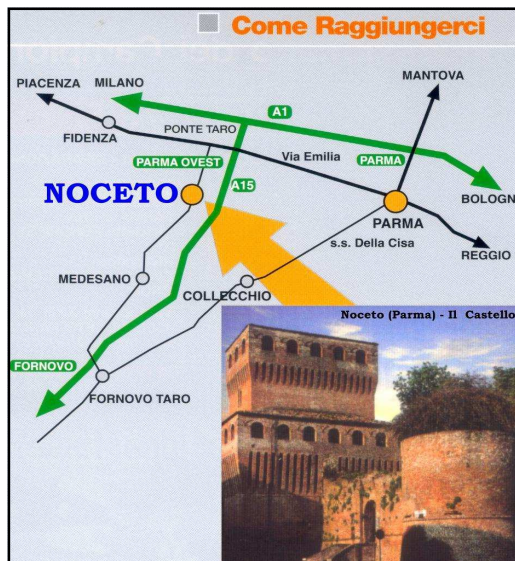 Come Raggiungerci
MANTOVA
PIACENZA
MILANO
A1
FIDENZA
PONTE TARO
Via Emilia
PARMA OVEST
PARMA
NOCETO
A15
BOLOGN
PARMA
s.s. Della Cisa
REGGIO
MEDESANO
COLLECCHIO
Noceto (Parma) - Il Castello
FORNOVO
FORNOVO TARO